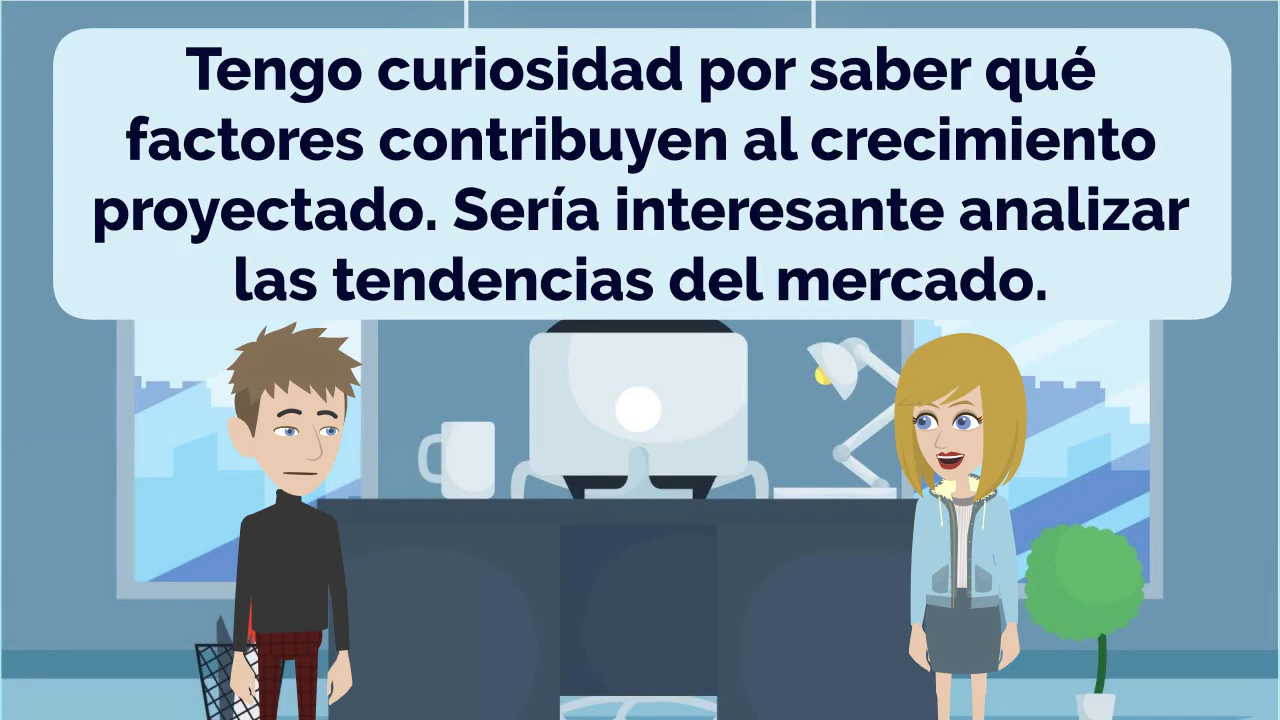 Tengo curiosidad por saber qué
factores contribuyen al crecimiento
proyectado. Sería interesante analizar
las tendencias del mercado.